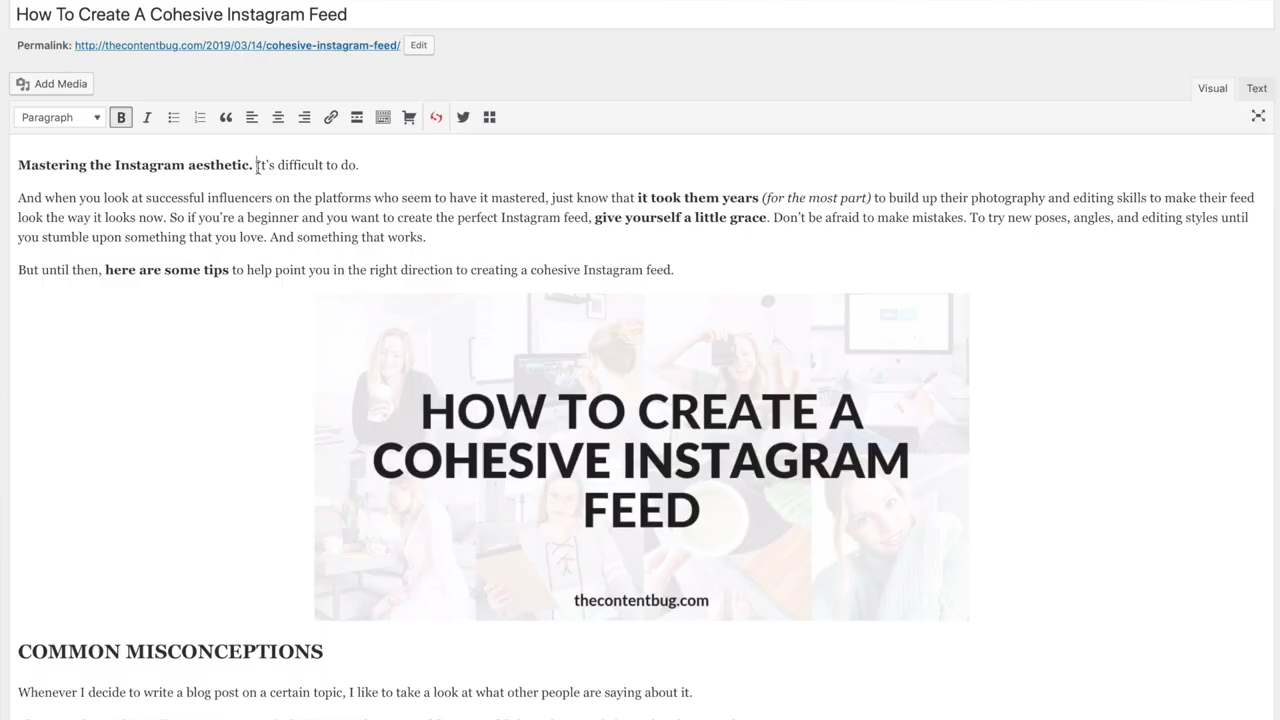 How To Create A Cohesive Instagram Feed
Permalink: http://thecontentbug.com/2019/03/14/cohesive-instagram-feed/ Edit
Add Media
Visual Text
Paragraph B I
Mastering the Instagram aesthetic. It's difficult to do.
And when you look at successful influencers on the platforms who seem to have it mastered, just know that it took them years (for the most part) to build up their photography and editing skills to make their feed
look the way it looks now. So if you're a beginner and you want to create the perfect Instagram feed, give yourself a little grace. Don't be afraid to make mistakes. To try new poses, angles, and editing styles until
you stumble upon something that you love. And something that works.
But until then, here are some tips to help point you in the right direction to creating a cohesive Instagram feed.
HOW TO CREATE A
COHESIVE INSTAGRAM
FEED
thecontentbug.com
COMMON MISCONCEPTIONS
Whenever I decide to write a blog post on a certain topic, I like to take a look at what other people are saying about it.